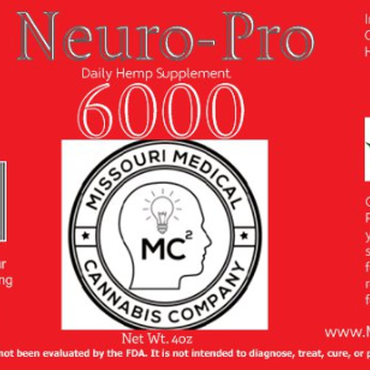 Neuro-Pro
Daily Hemp Supplement
6000
MISSOURI MEDICAL
MC²
CANNABIS COMPANY
Net Wt. 4oz
not been evaluated by the FDA. It is not intended to diagnose, treat, cure, or p
www.M